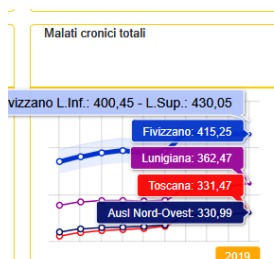 Malati cronici totali
vizzano L.Inf.: 400,45 - L.Sup.: 430,05
Fivizzano: 415,25
Lunigiana: 362,47
Toscana: 331,47
Ausl Nord-Ovest: 330,99
2019